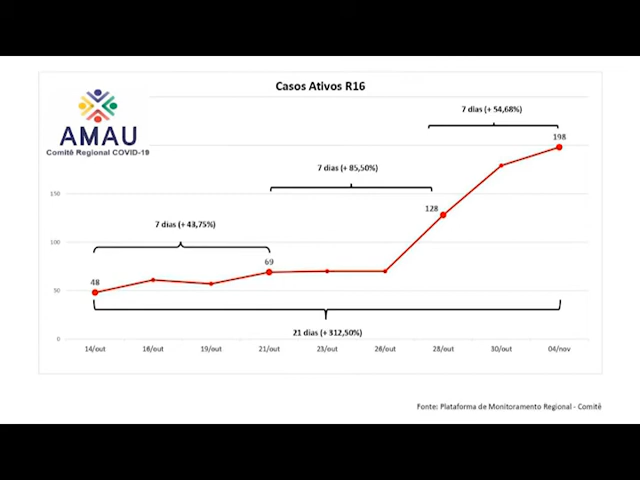 Casos Ativos R16
AMAU
Comitê Regional COVID-19
7 dias (+ 54,68%)
198
7 dias (+ 85,50%)
150
128
7 dias (+ 43,75%)
100
69
48
50
21 dias (+ 312,50%)
0
14/out 16/out 19/out 21/out 23/out 26/out 28/out 30/out 04/nov
Fonte: Plataforma de Monitoramento Regional - Comitê